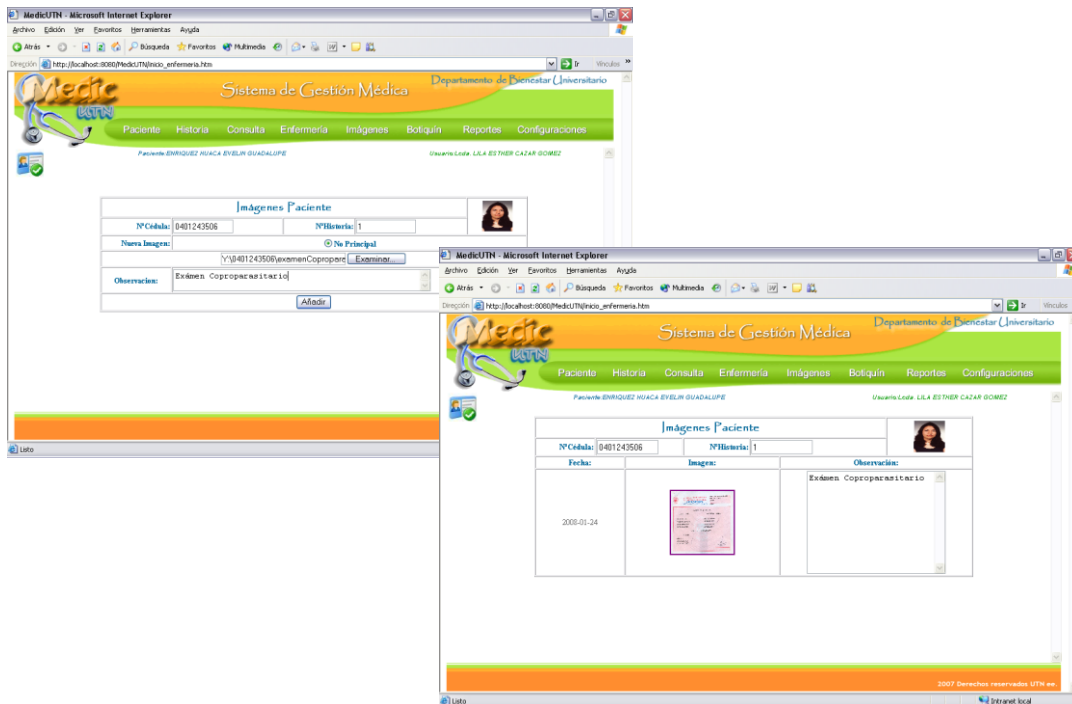 MedicUTN - Microsoft Internet Explorer
Archivo Edición Ver Favoritos Herramientas Ayuda
Atrás Búsqueda Favoritos Multimedia
Dirección http://localhost:8080/MedicUTN/inicio_enfermeria.htm Ir Vínculos
Medic UTN
Departamento de Bienestar Universitario
Sistema de Gestión Médica
Paciente Historia Consulta Enfermería Imágenes Botiquín Reportes Configuraciones
Paciente:ENRIQUEZ HUACA EVELIN GUADALUPE Usuario:Lnda. LILA ESTHER CAZAR GOMEZ
Imágenes Paciente
NºCédula: 0401243506 NºHistoria: 1
Nueva Imagen: No Principal
Y:\0401243506\examenCopropara Examinar...
Observacion: Exámen Coproparasitario
Añadir
Listo
MedicUTN - Microsoft Internet Explorer
Archivo Edición Ver Favoritos Herramientas Ayuda
Atrás Búsqueda Favoritos Multimedia
Dirección http://localhost:8080/MedicUTN/inicio_enfermeria.htm Ir Vínculos
Medic UTN
Departamento de Bienestar Universitario
Sistema de Gestión Médica
Paciente Historia Consulta Enfermería Imágenes Botiquín Reportes Configuraciones
Paciente:ENRIQUEZ HUACA EVELIN GUADALUPE Usuario:Lnda. LILA ESTHER CAZAR GOMEZ
Imágenes Paciente
NºCédula: 0401243506 NºHistoria: 1
Fecha: Imagen: Observación:
Exámen Coproparasitario
2008-01-24
2007 Derechos reservados UTN ee.
Listo Intranet local